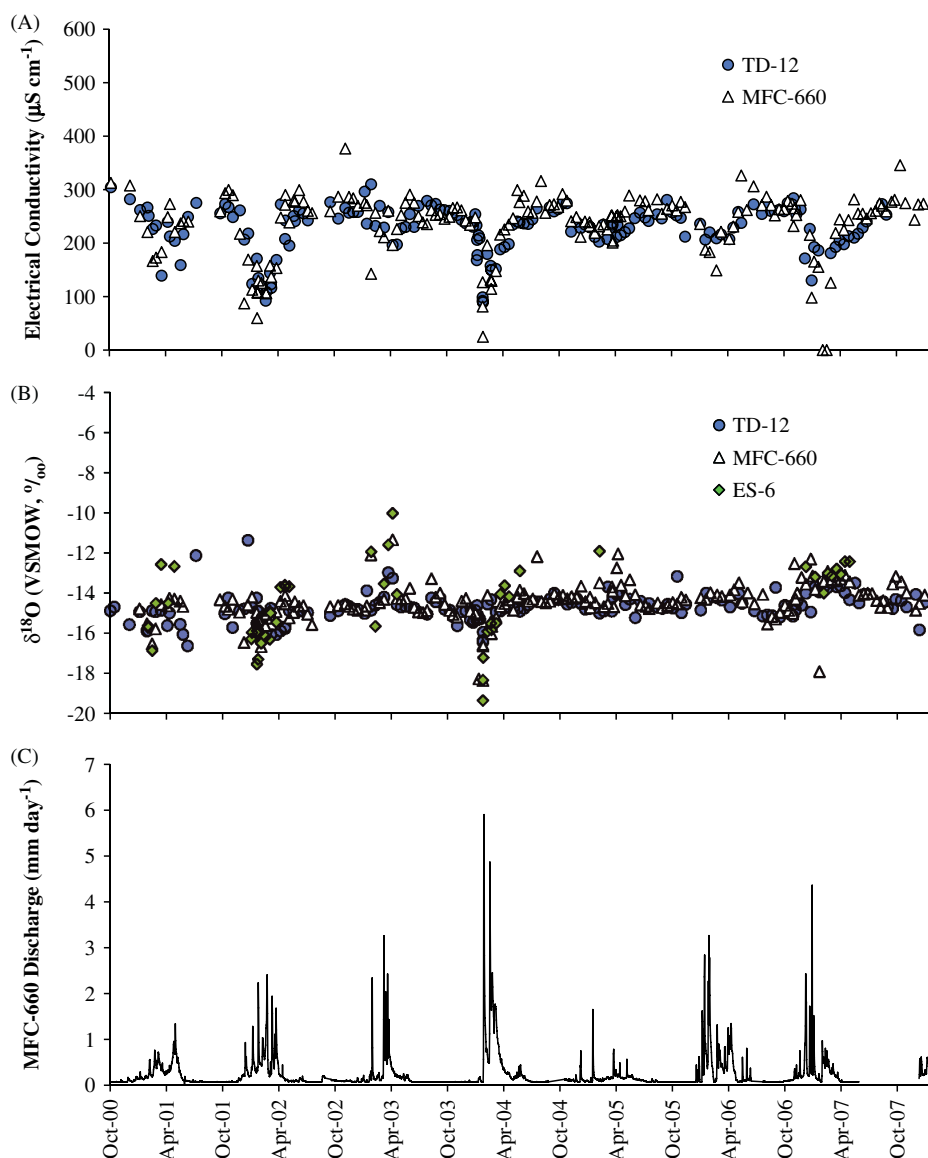 (A)
600
500
400
300
200
100
0
Electrical Conductivity (µS cm⁻¹)
TD-12
MFC-660
(B)
-4
-6
-8
-10
-12
-14
-16
-18
-20
δ¹⁸O (VSMOW, ‰)
TD-12
MFC-660
ES-6
(C)
7
6
5
4
3
2
1
0
MFC-660 Discharge (mm day⁻¹)
Oct-00
Apr-01
Oct-01
Apr-02
Oct-02
Apr-03
Oct-03
Apr-04
Oct-04
Apr-05
Oct-05
Apr-06
Oct-06
Apr-07
Oct-07